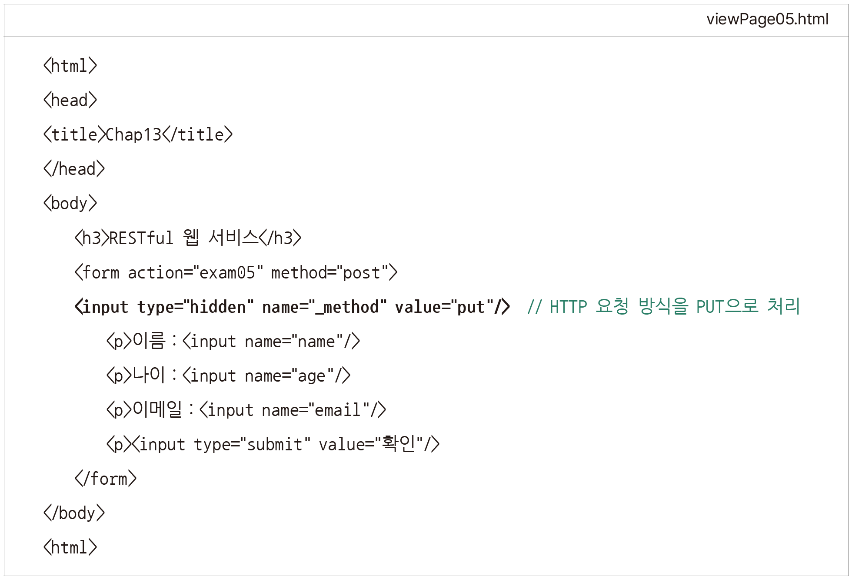 viewPage05.html
<html>
<head>
<title>Chap13</title>
</head>
<body>
<h3>RESTful 웹 서비스</h3>
<form action="exam05" method="post">
<input type="hidden" name="_method" value="put"/> // HTTP 요청 방식을 PUT으로 처리
<p>이름 : <input name="name"/>
<p>나이 : <input name="age"/>
<p>이메일 : <input name="email"/>
<p><input type="submit" value="확인"/>
</form>
</body>
<html>